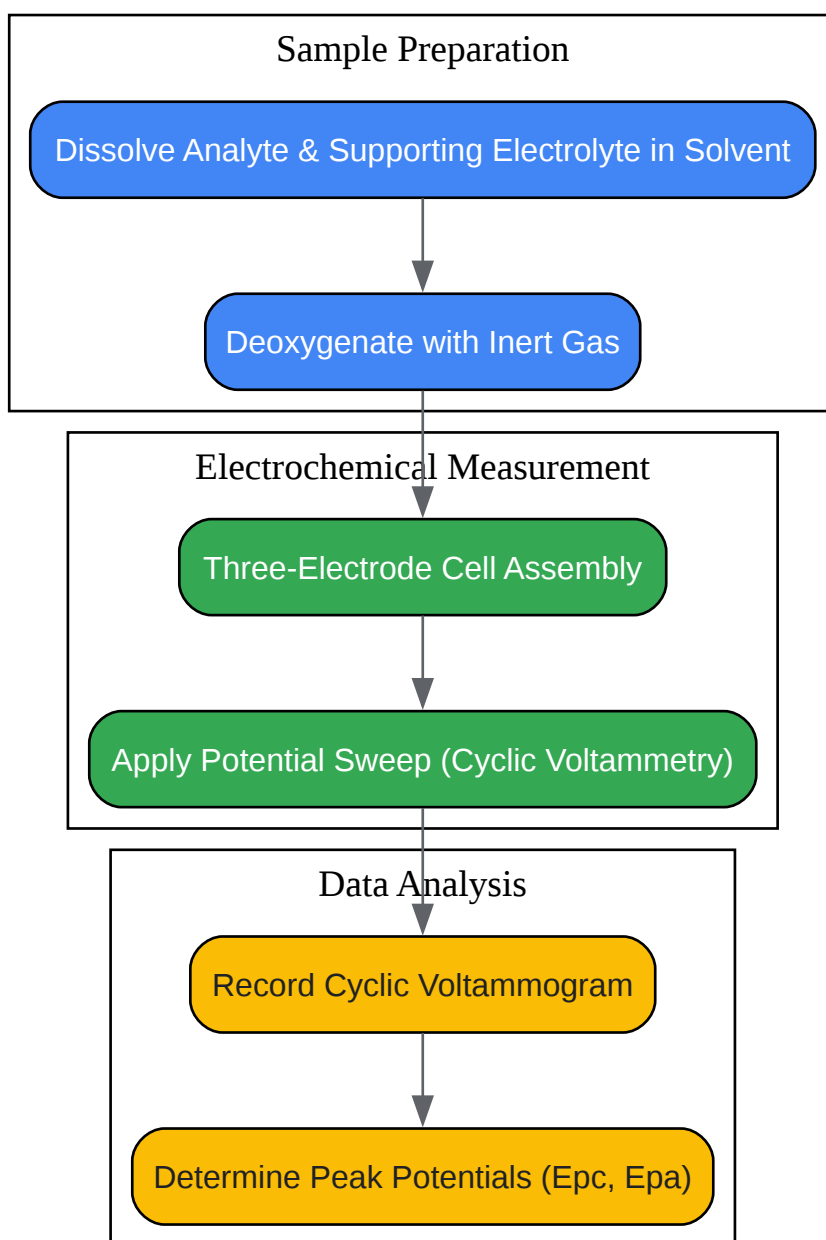 Sample Preparation
Dissolve Analyte & Supporting Electrolyte in Solvent
Deoxygenate with Inert Gas
Electrochemical Measurement
Three-Electrode Cell Assembly
Apply Potential Sweep (Cyclic Voltammetry)
Data Analysis
Record Cyclic Voltammogram
Determine Peak Potentials (Epc, Epa)